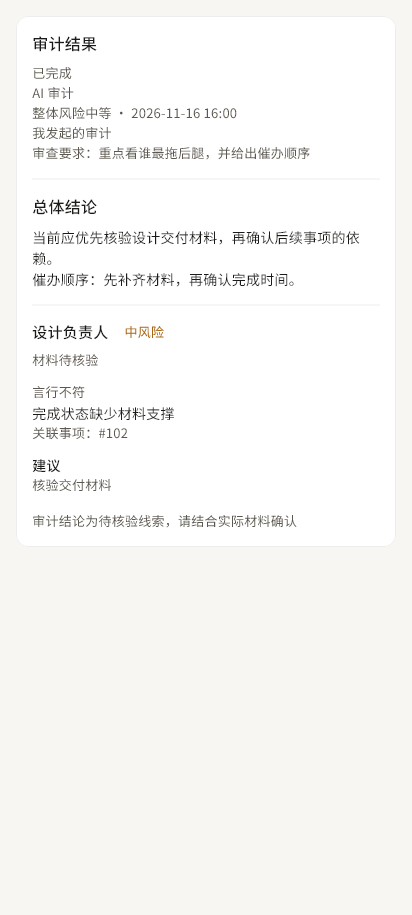 审计结果
已完成
AI 审计
整体风险中等 · 2026-11-16 16:00
我发起的审计
审查要求：重点看谁最拖后腿，并给出催办顺序
总体结论
当前应优先核验设计交付材料，再确认后续事项的依
赖。
催办顺序：先补齐材料，再确认完成时间。
设计负责人 中风险
材料待核验
言行不符
完成状态缺少材料支撑
关联事项：#102
建议
核验交付材料
审计结论为待核验线索，请结合实际材料确认